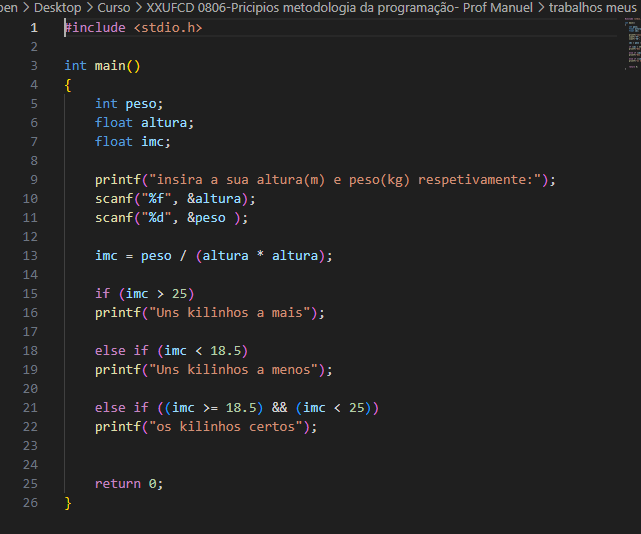 Desktop > Curso > XXUFCD 0806-Pricipios metodologia da programação- Prof Manuel > trabalhos meus
1 #include <stdio.h>
2
3 int main()
4 {
5 int peso;
6 float altura;
7 float imc;
8
9 printf("insira a sua altura(m) e peso(kg) respetivamente:");
10 scanf("%f", &altura);
11 scanf("%d", &peso );
12
13 imc = peso / (altura * altura);
14
15 if (imc > 25)
16 printf("Uns kilinhos a mais");
17
18 else if (imc < 18.5)
19 printf("Uns kilinhos a menos");
20
21 else if ((imc >= 18.5) && (imc < 25))
22 printf("os kilinhos certos");
23
24
25 return 0;
26 }